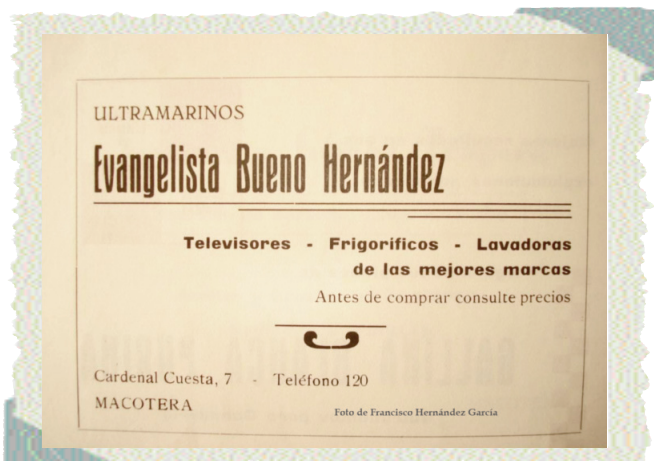 ULTRAMARINOS
Evangelista Bueno Hernández
Televisores - Frigoríficos - Lavadoras
de las mejores marcas
Antes de comprar consulte precios
Cardenal Cuesta, 7 - Teléfono 120
MACOTERA
Foto de Francisco Hernández García